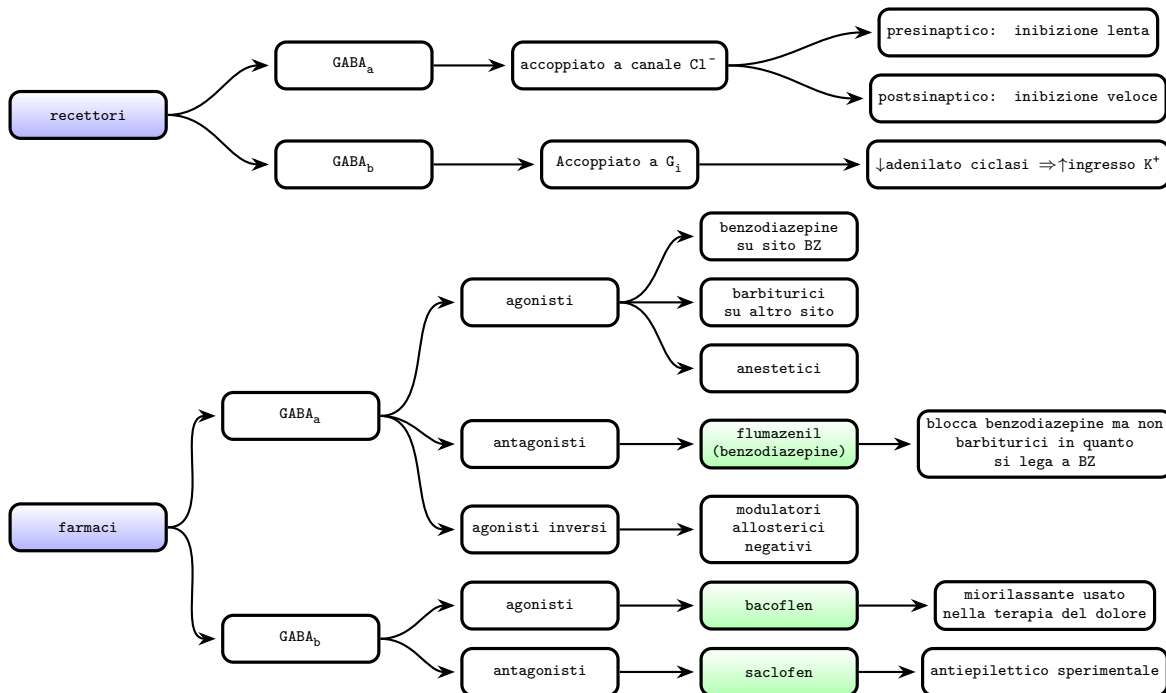 recettori
GABAₐ
accoppiato a canale Cl⁻
presinaptico: inibizione lenta
postsinaptico: inibizione veloce
GABA_b
Accoppiato a Gᵢ
↓adenilato ciclasi ⇒↑ingresso K⁺
farmaci
GABAₐ
agonisti
benzodiazepine
su sito BZ
barbiturici
su altro sito
anestetici
antagonisti
flumazenil
(benzodiazepine)
blocca benzodiazepine ma non
barbiturici in quanto
si lega a BZ
agonisti inversi
modulatori
allosterici
negativi
GABA_b
agonisti
bacoflen
miorilassante usato
nella terapia del dolore
antagonisti
saclofen
antiepilettico sperimentale